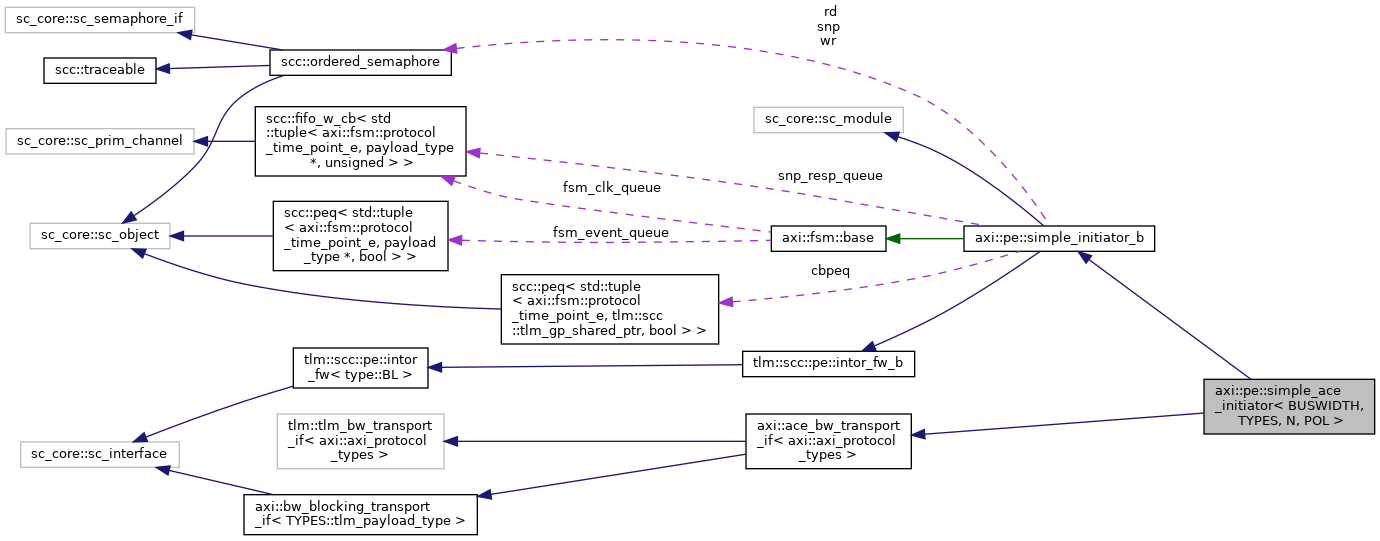 sc_core::sc_semaphore_if
scc::traceable
scc::ordered_semaphore
rd
snp
wr
sc_core::sc_prim_channel
scc::fifo_w_cb< std
::tuple< axi::fsm::protocol
_time_point_e, payload_type
*, unsigned > >
sc_core::sc_module
snp_resp_queue
fsm_clk_queue
sc_core::sc_object
scc::peq< std::tuple
< axi::fsm::protocol
_time_point_e, payload
_type *, bool > >
fsm_event_queue
axi::fsm::base
axi::pe::simple_initiator_b
cbpeq
scc::peq< std::tuple
< axi::fsm::protocol
_time_point_e, tlm::scc
::tlm_gp_shared_ptr, bool > >
tlm::scc::pe::intor
_fw< type::BL >
tlm::scc::pe::intor_fw_b
axi::pe::simple_ace
_initiator< BUSWIDTH,
TYPES, N, POL >
tlm::tlm_bw_transport
_if< axi::axi_protocol
_types >
axi::ace_bw_transport
_if< axi::axi_protocol
_types >
sc_core::sc_interface
axi::bw_blocking_transport
_if< TYPES::tlm_payload_type >